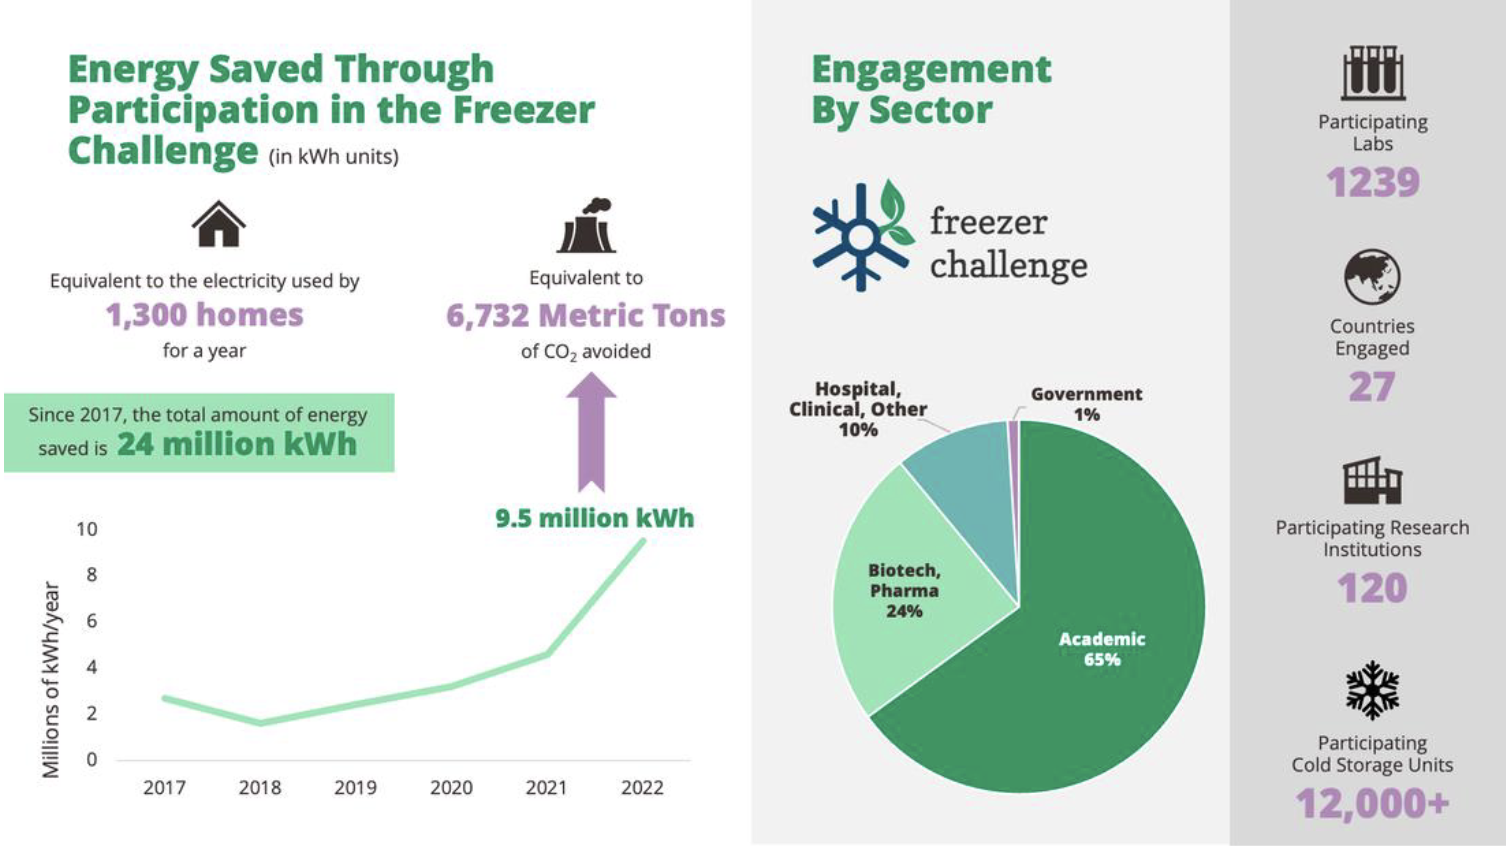 Energy Saved Through
Participation in the Freezer
Challenge (in kWh units)
Equivalent to the electricity used by
1,300 homes
for a year
Equivalent to
6,732 Metric Tons
of CO₂ avoided
Since 2017, the total amount of energy
saved is 24 million kWh
9.5 million kWh
Millions of kWh/year
10
8
6
4
2
0
2017 2018 2019 2020 2021 2022
Engagement
By Sector
freezer
challenge
Hospital,
Clinical, Other
10%
Government
1%
Biotech,
Pharma
24%
Academic
65%
Participating
Labs
1239
Countries
Engaged
27
Participating Research
Institutions
120
Participating
Cold Storage Units
12,000+